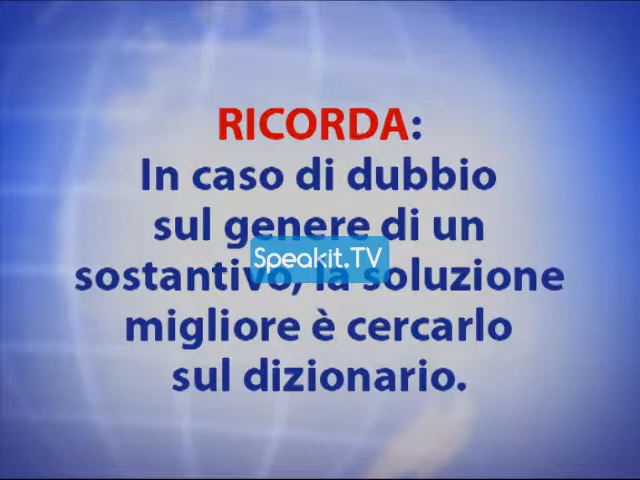 RICORDA:
In caso di dubbio
sul genere di un
Speakit.TV
sostantivo, la soluzione
migliore è cercarlo
sul dizionario.